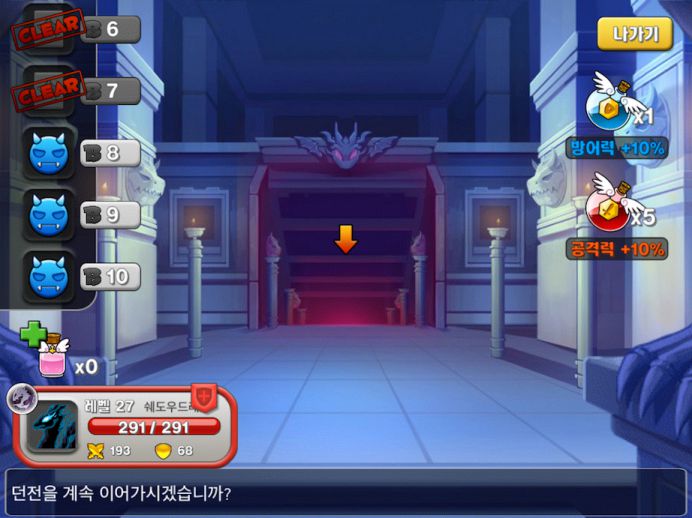 CLEAR B 6
나가기
CLEAR B 7
x1
방어력 +10%
B 8
x5
B 9
공격력 +10%
B 10
x0
레벨 27
291 / 291
193 68
던전을 계속 이어가시겠습니까?